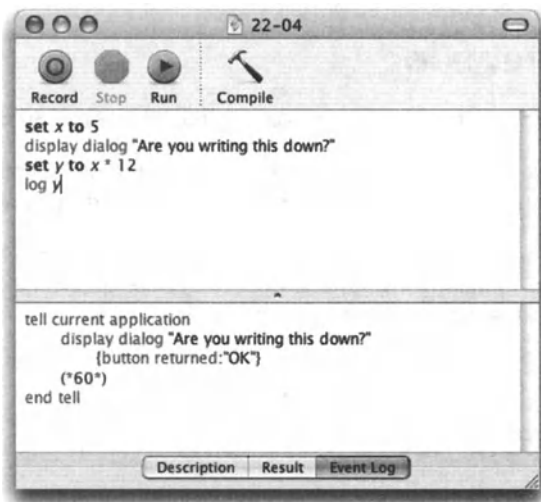 22-04
Record Stop Run Compile
set x to 5
display dialog "Are you writing this down?"
set y to x * 12
log y
tell current application
display dialog "Are you writing this down?"
{button returned:"OK"}
(*60*)
end tell
Description Result Event Log